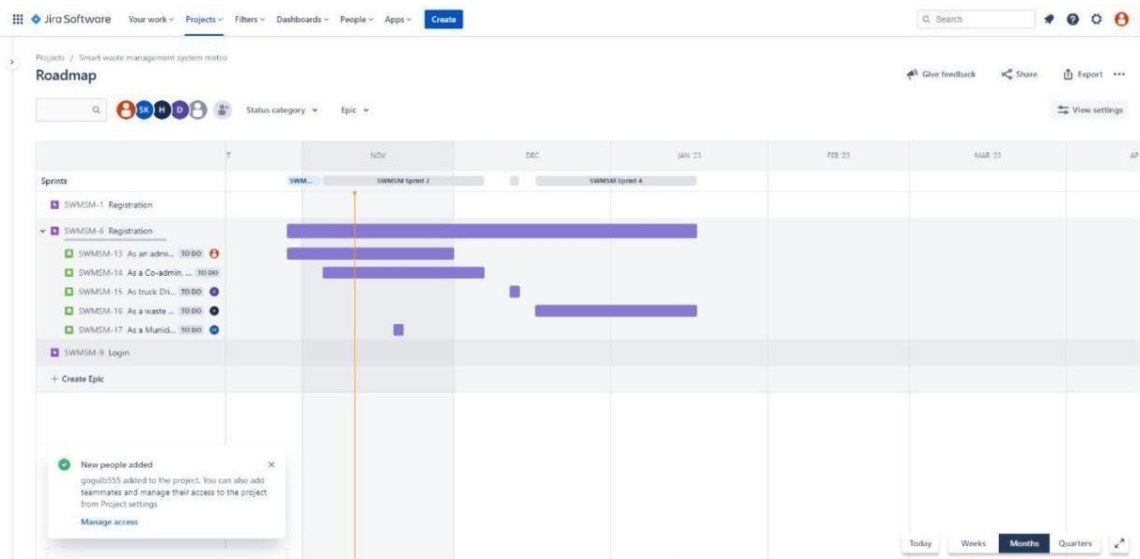 Jira Software Your work Projects Filters Dashboards People Apps Create Search
Projects / Smart waste management system metro
Roadmap
Give feedback Share Export
SK H D Status category Epic View settings
T NOV DEC JAN '23 FEB '23 MAR '23 AP
Sprints SWM... SWMSM Sprint 2 SWMSM Sprint 4
SWMSM-1 Registration
SWMSM-6 Registration
SWMSM-13 As an admi... TO DO
SWMSM-14 As a Co-admin, ... TO DO
SWMSM-15 As truck Dri... TO DO
SWMSM-16 As a waste ... TO DO
SWMSM-17 As a Munici... TO DO
SWMSM-9 Login
+ Create Epic
New people added
gogulb555 added to the project. You can also add
teammates and manage their access to the project
from Project settings
Manage access
Today Weeks Months Quarters